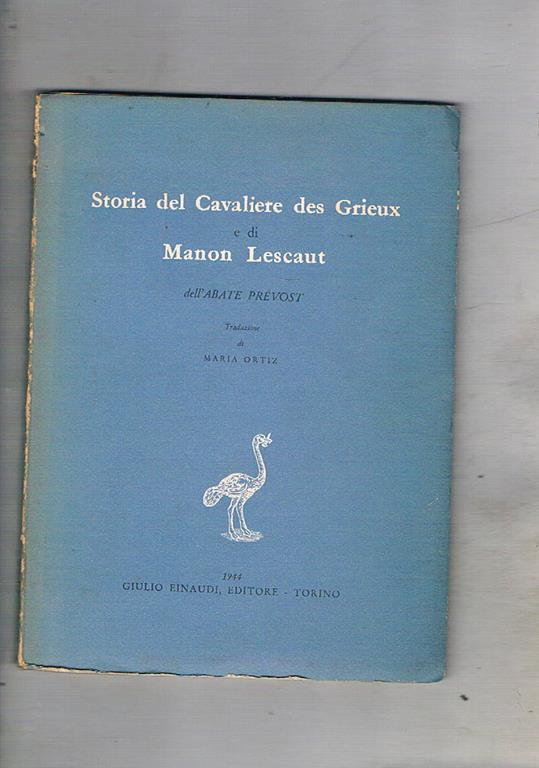 Storia del Cavaliere des Grieux
e di
Manon Lescaut
dell'ABATE PRÉVOST
Traduzione
di
MARIA ORTIZ
1944
GIULIO EINAUDI, EDITORE - TORINO